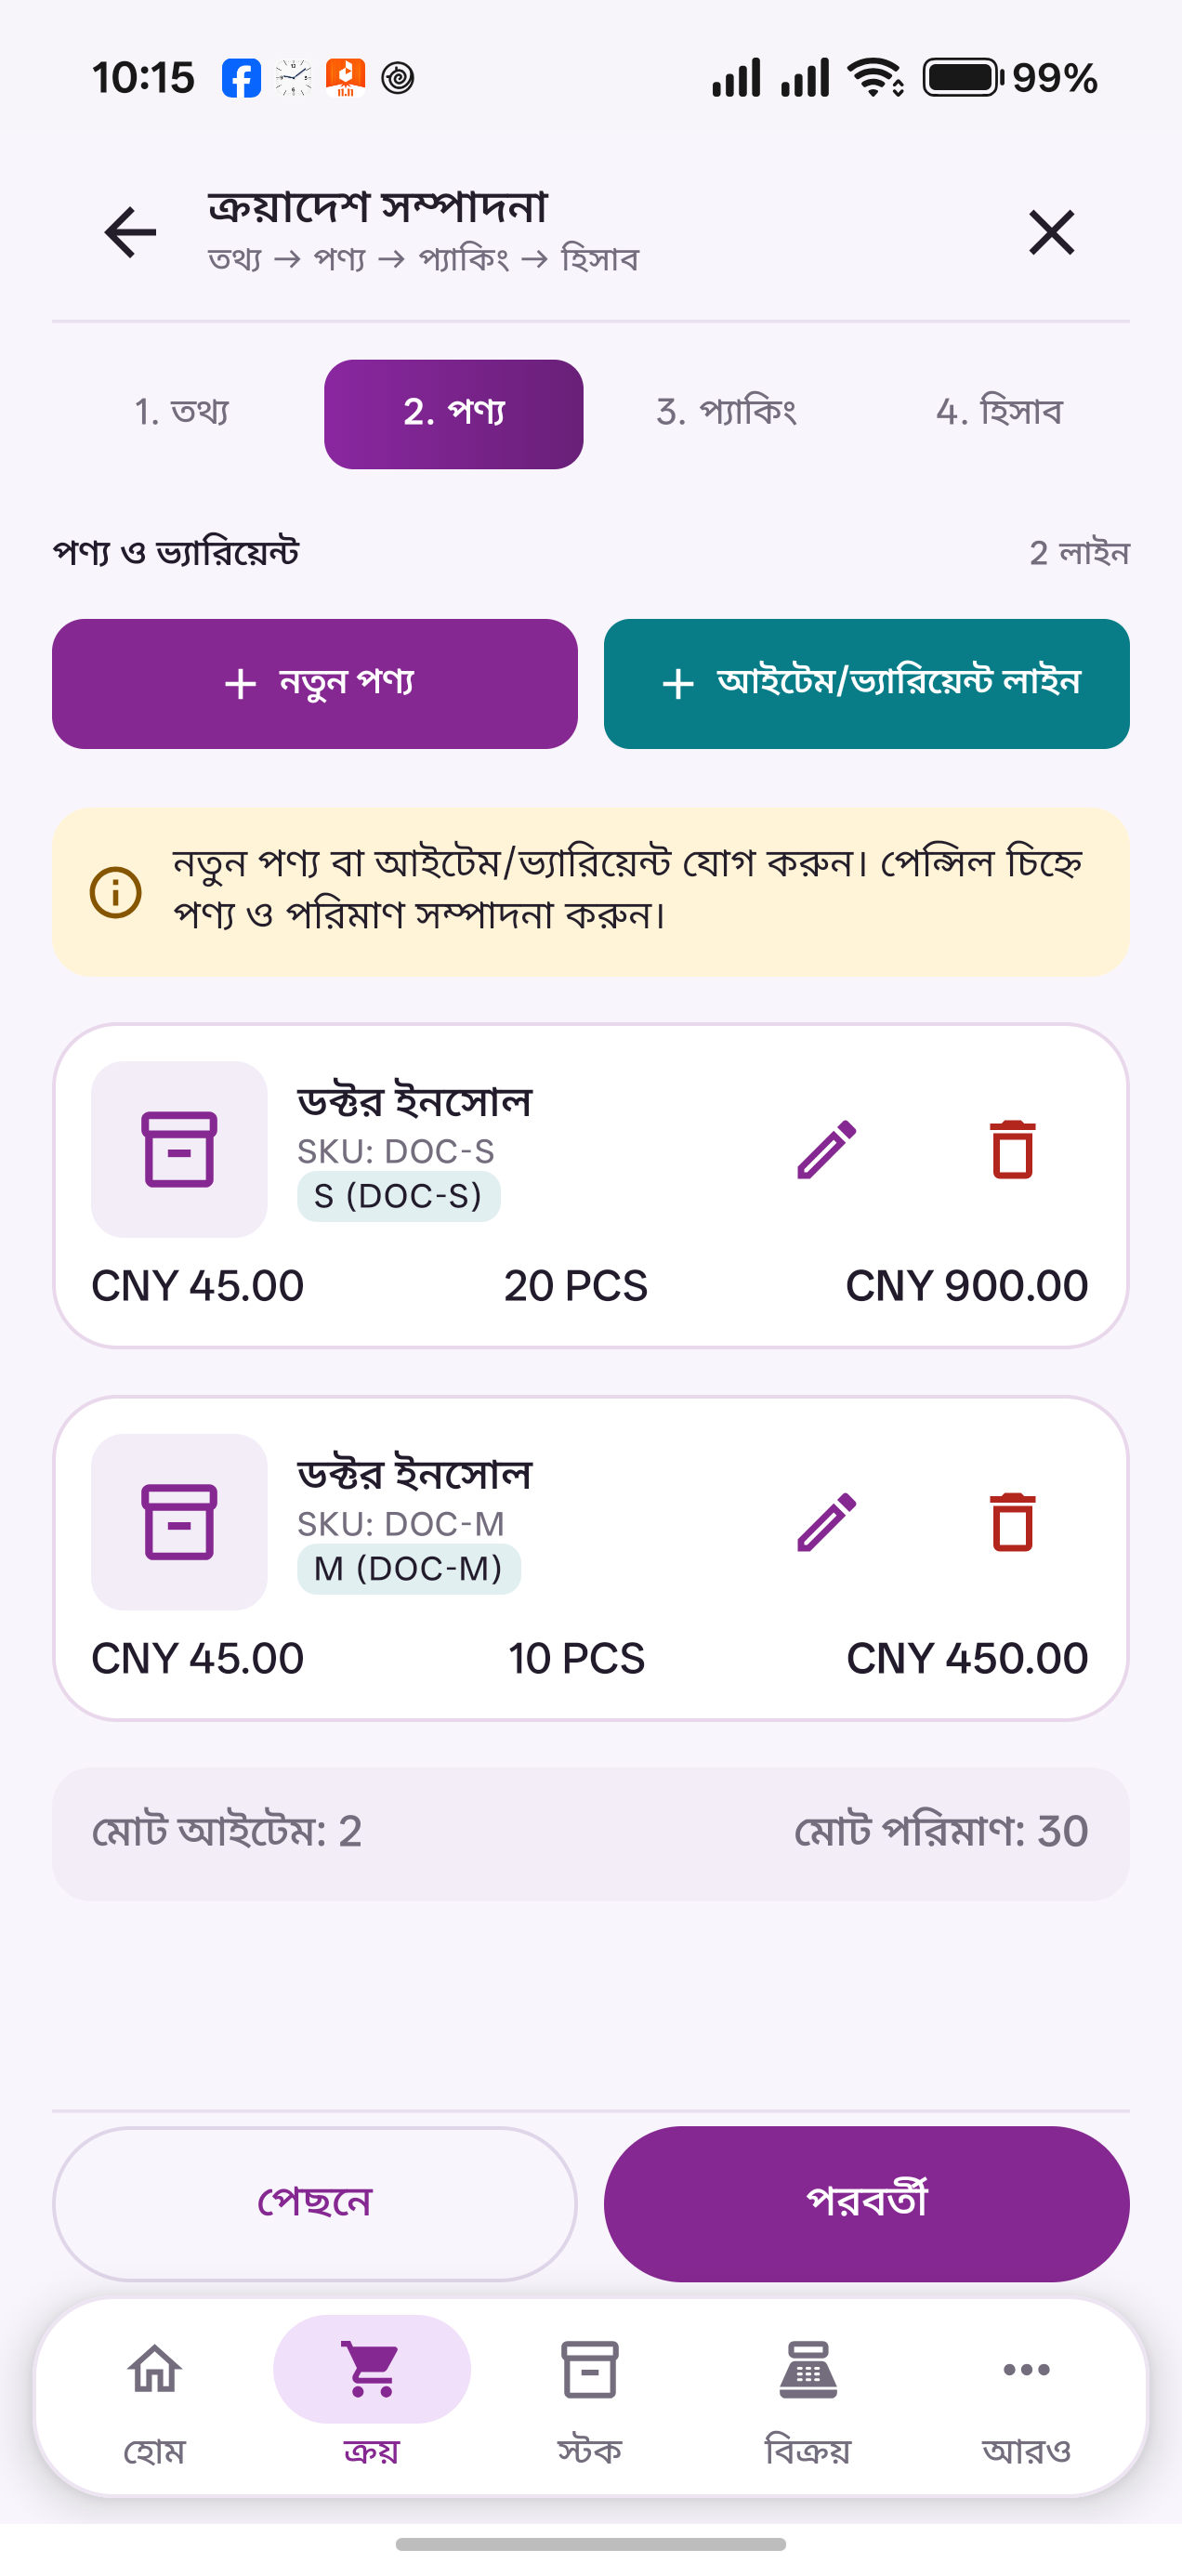 10:15
99%
ক্রয়াদেশ সম্পাদনা
তথ্য → পণ্য → প্যাকিং → হিসাব
1. তথ্য
2. পণ্য
3. প্যাকিং
4. হিসাব
পণ্য ও ভ্যারিয়েন্ট
2 লাইন
+ নতুন পণ্য
+ আইটেম/ভ্যারিয়েন্ট লাইন
নতুন পণ্য বা আইটেম/ভ্যারিয়েন্ট যোগ করুন। পেন্সিল চিহ্নে
পণ্য ও পরিমাণ সম্পাদনা করুন।
ডক্টর ইনসোল
SKU: DOC-S
S (DOC-S)
CNY 45.00 20 PCS CNY 900.00
ডক্টর ইনসোল
SKU: DOC-M
M (DOC-M)
CNY 45.00 10 PCS CNY 450.00
মোট আইটেম: 2
মোট পরিমাণ: 30
পেছনে
পরবর্তী
হোম
ক্রয়
স্টক
বিক্রয়
আরও